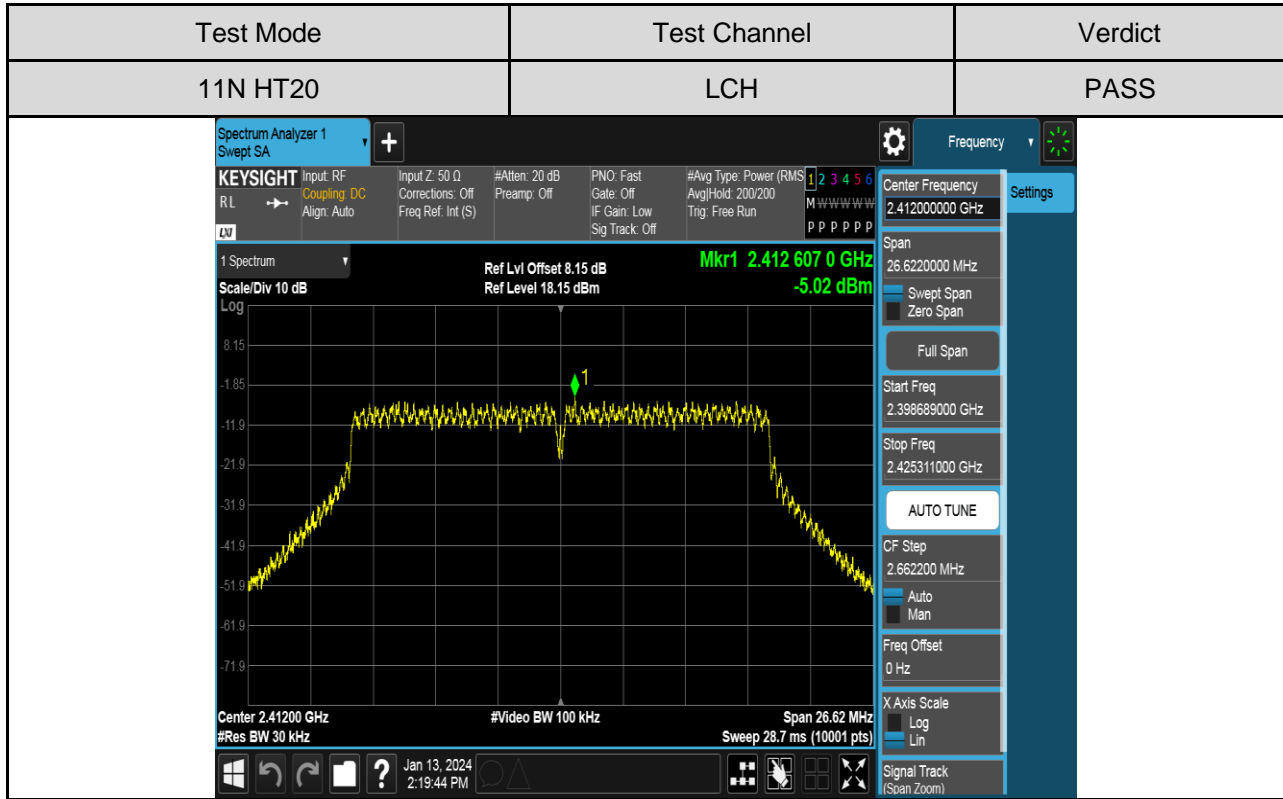 Test Mode Test Channel Verdict
11N HT20 LCH PASS
Spectrum Analyzer 1
Swept SA
+
Frequency
KEYSIGHT
RL
LXI
Input: RF
Coupling: DC
Align: Auto
Input Z: 50 Ω
Corrections: Off
Freq Ref: Int (S)
#Atten: 20 dB
Preamp: Off
PNO: Fast
Gate: Off
IF Gain: Low
Sig Track: Off
#Avg Type: Power (RMS
Avg|Hold: 200/200
Trig: Free Run
1 2 3 4 5 6
M W W W W W
P P P P P P
1 Spectrum
Scale/Div 10 dB
Log
Ref Lvl Offset 8.15 dB
Ref Level 18.15 dBm
Mkr1 2.412 607 0 GHz
-5.02 dBm
8.15
-1.85
-11.9
-21.9
-31.9
-41.9
-51.9
-61.9
-71.9
1
Center 2.41200 GHz
#Res BW 30 kHz
#Video BW 100 kHz
Span 26.62 MHz
Sweep 28.7 ms (10001 pts)
?
Jan 13, 2024
2:19:44 PM
Center Frequency
2.412000000 GHz
Span
26.6220000 MHz
Swept Span
Zero Span
Full Span
Start Freq
2.398689000 GHz
Stop Freq
2.425311000 GHz
AUTO TUNE
CF Step
2.662200 MHz
Auto
Man
Freq Offset
0 Hz
X Axis Scale
Log
Lin
Signal Track
(Span Zoom)
Settings